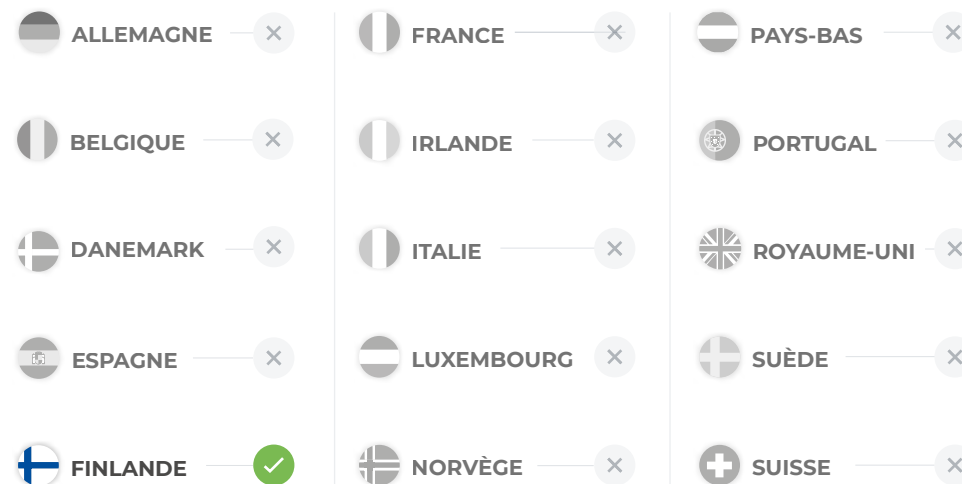 ALLEMAGNE
FRANCE
PAYS-BAS
BELGIQUE
IRLANDE
PORTUGAL
DANEMARK
ITALIE
ROYAUME-UNI
ESPAGNE
LUXEMBOURG
SUÈDE
FINLANDE
NORVÈGE
SUISSE